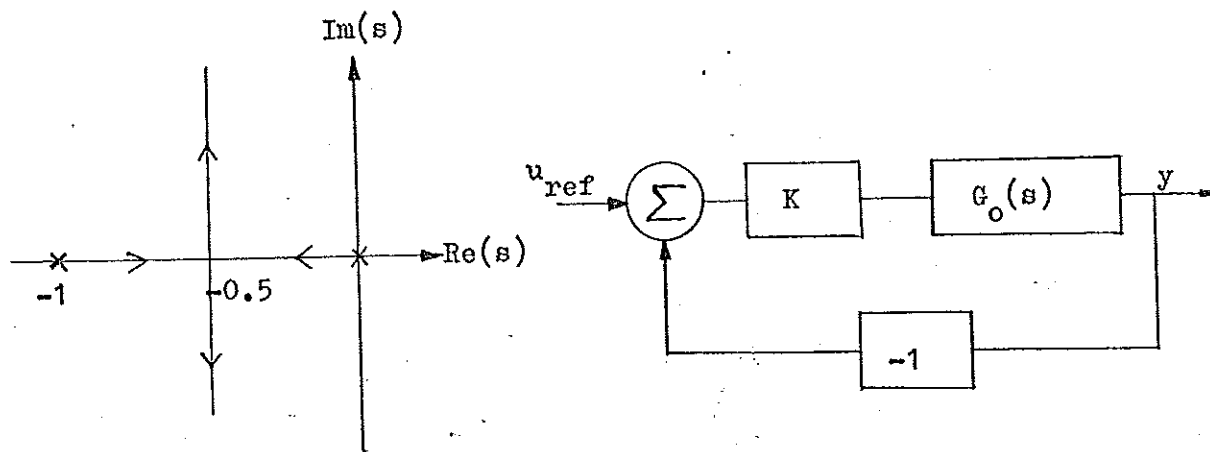 Im(s)
Re(s)
-1
-0.5
u_ref
Σ
K
G_o(s)
y
-1